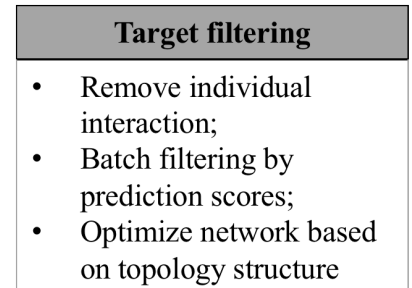 Target filtering
• Remove individual
interaction;
• Batch filtering by
prediction scores;
• Optimize network based
on topology structure